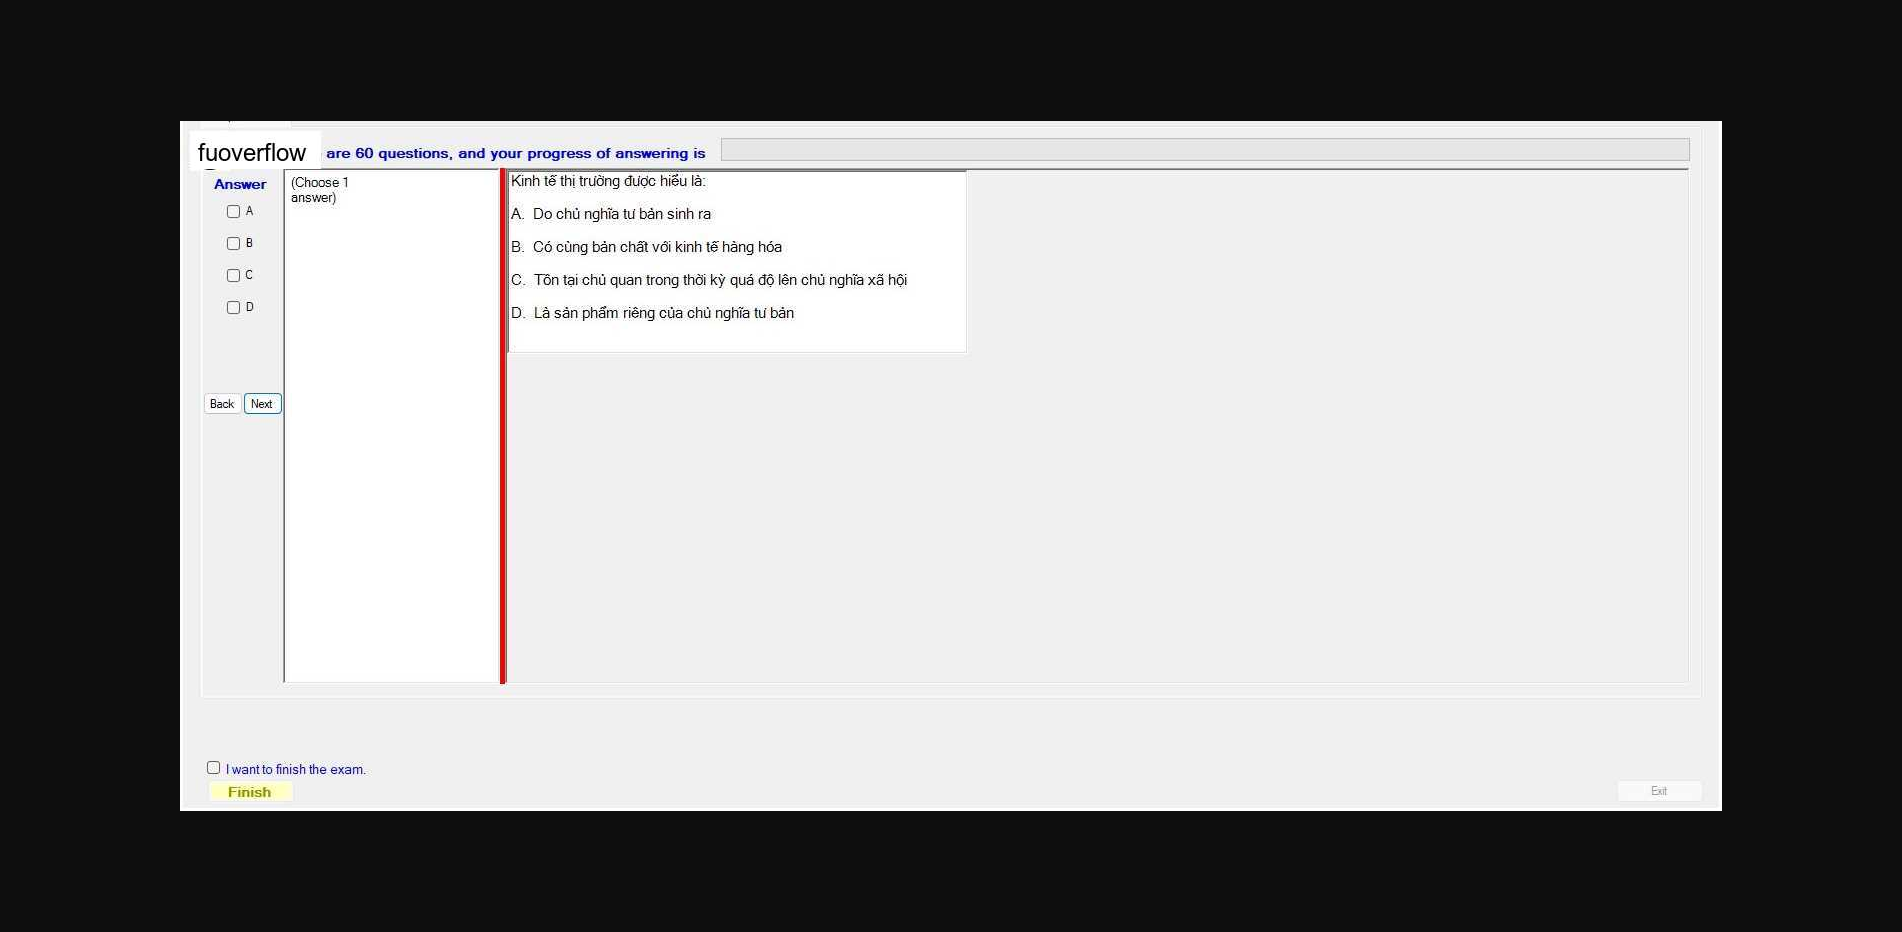 fuoverflow are 60 questions, and your progress of answering is
Answer
(Choose 1
answer)
A
B
C
D
Back Next
Kinh tế thị trường được hiểu là:
A. Do chủ nghĩa tư bản sinh ra
B. Có cùng bản chất với kinh tế hàng hóa
C. Tồn tại chủ quan trong thời kỳ quá độ lên chủ nghĩa xã hội
D. Là sản phẩm riêng của chủ nghĩa tư bản
I want to finish the exam.
Finish
Exit